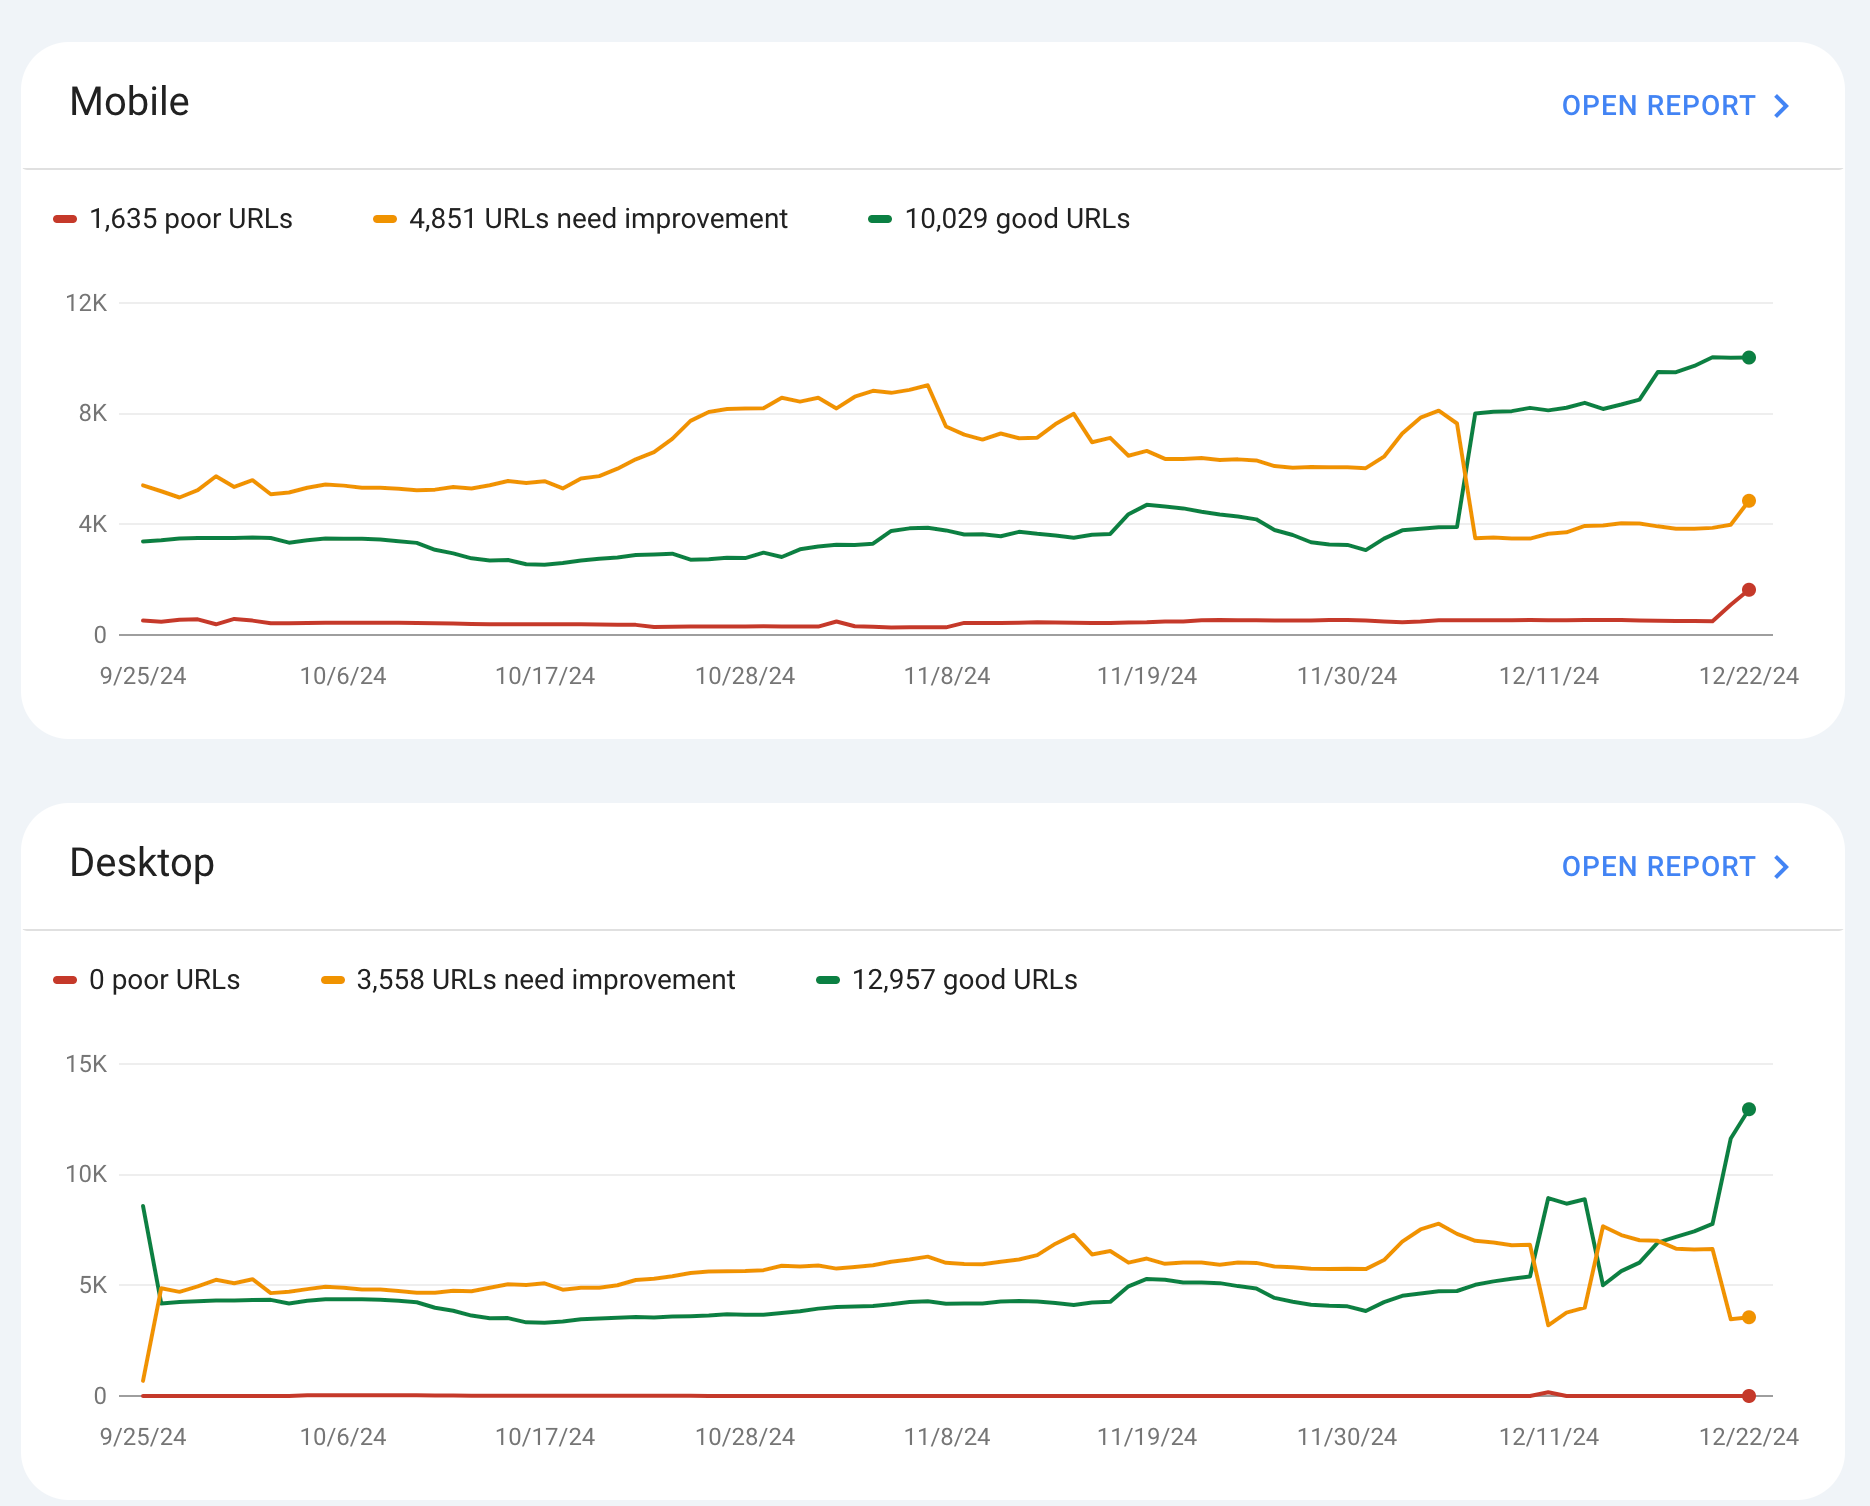 Mobile
OPEN REPORT
1,635 poor URLs 4,851 URLs need improvement 10,029 good URLs
12K
8K
4K
0
9/25/24 10/6/24 10/17/24 10/28/24 11/8/24 11/19/24 11/30/24 12/11/24 12/22/24
Desktop
OPEN REPORT
0 poor URLs 3,558 URLs need improvement 12,957 good URLs
15K
10K
5K
0
9/25/24 10/6/24 10/17/24 10/28/24 11/8/24 11/19/24 11/30/24 12/11/24 12/22/24